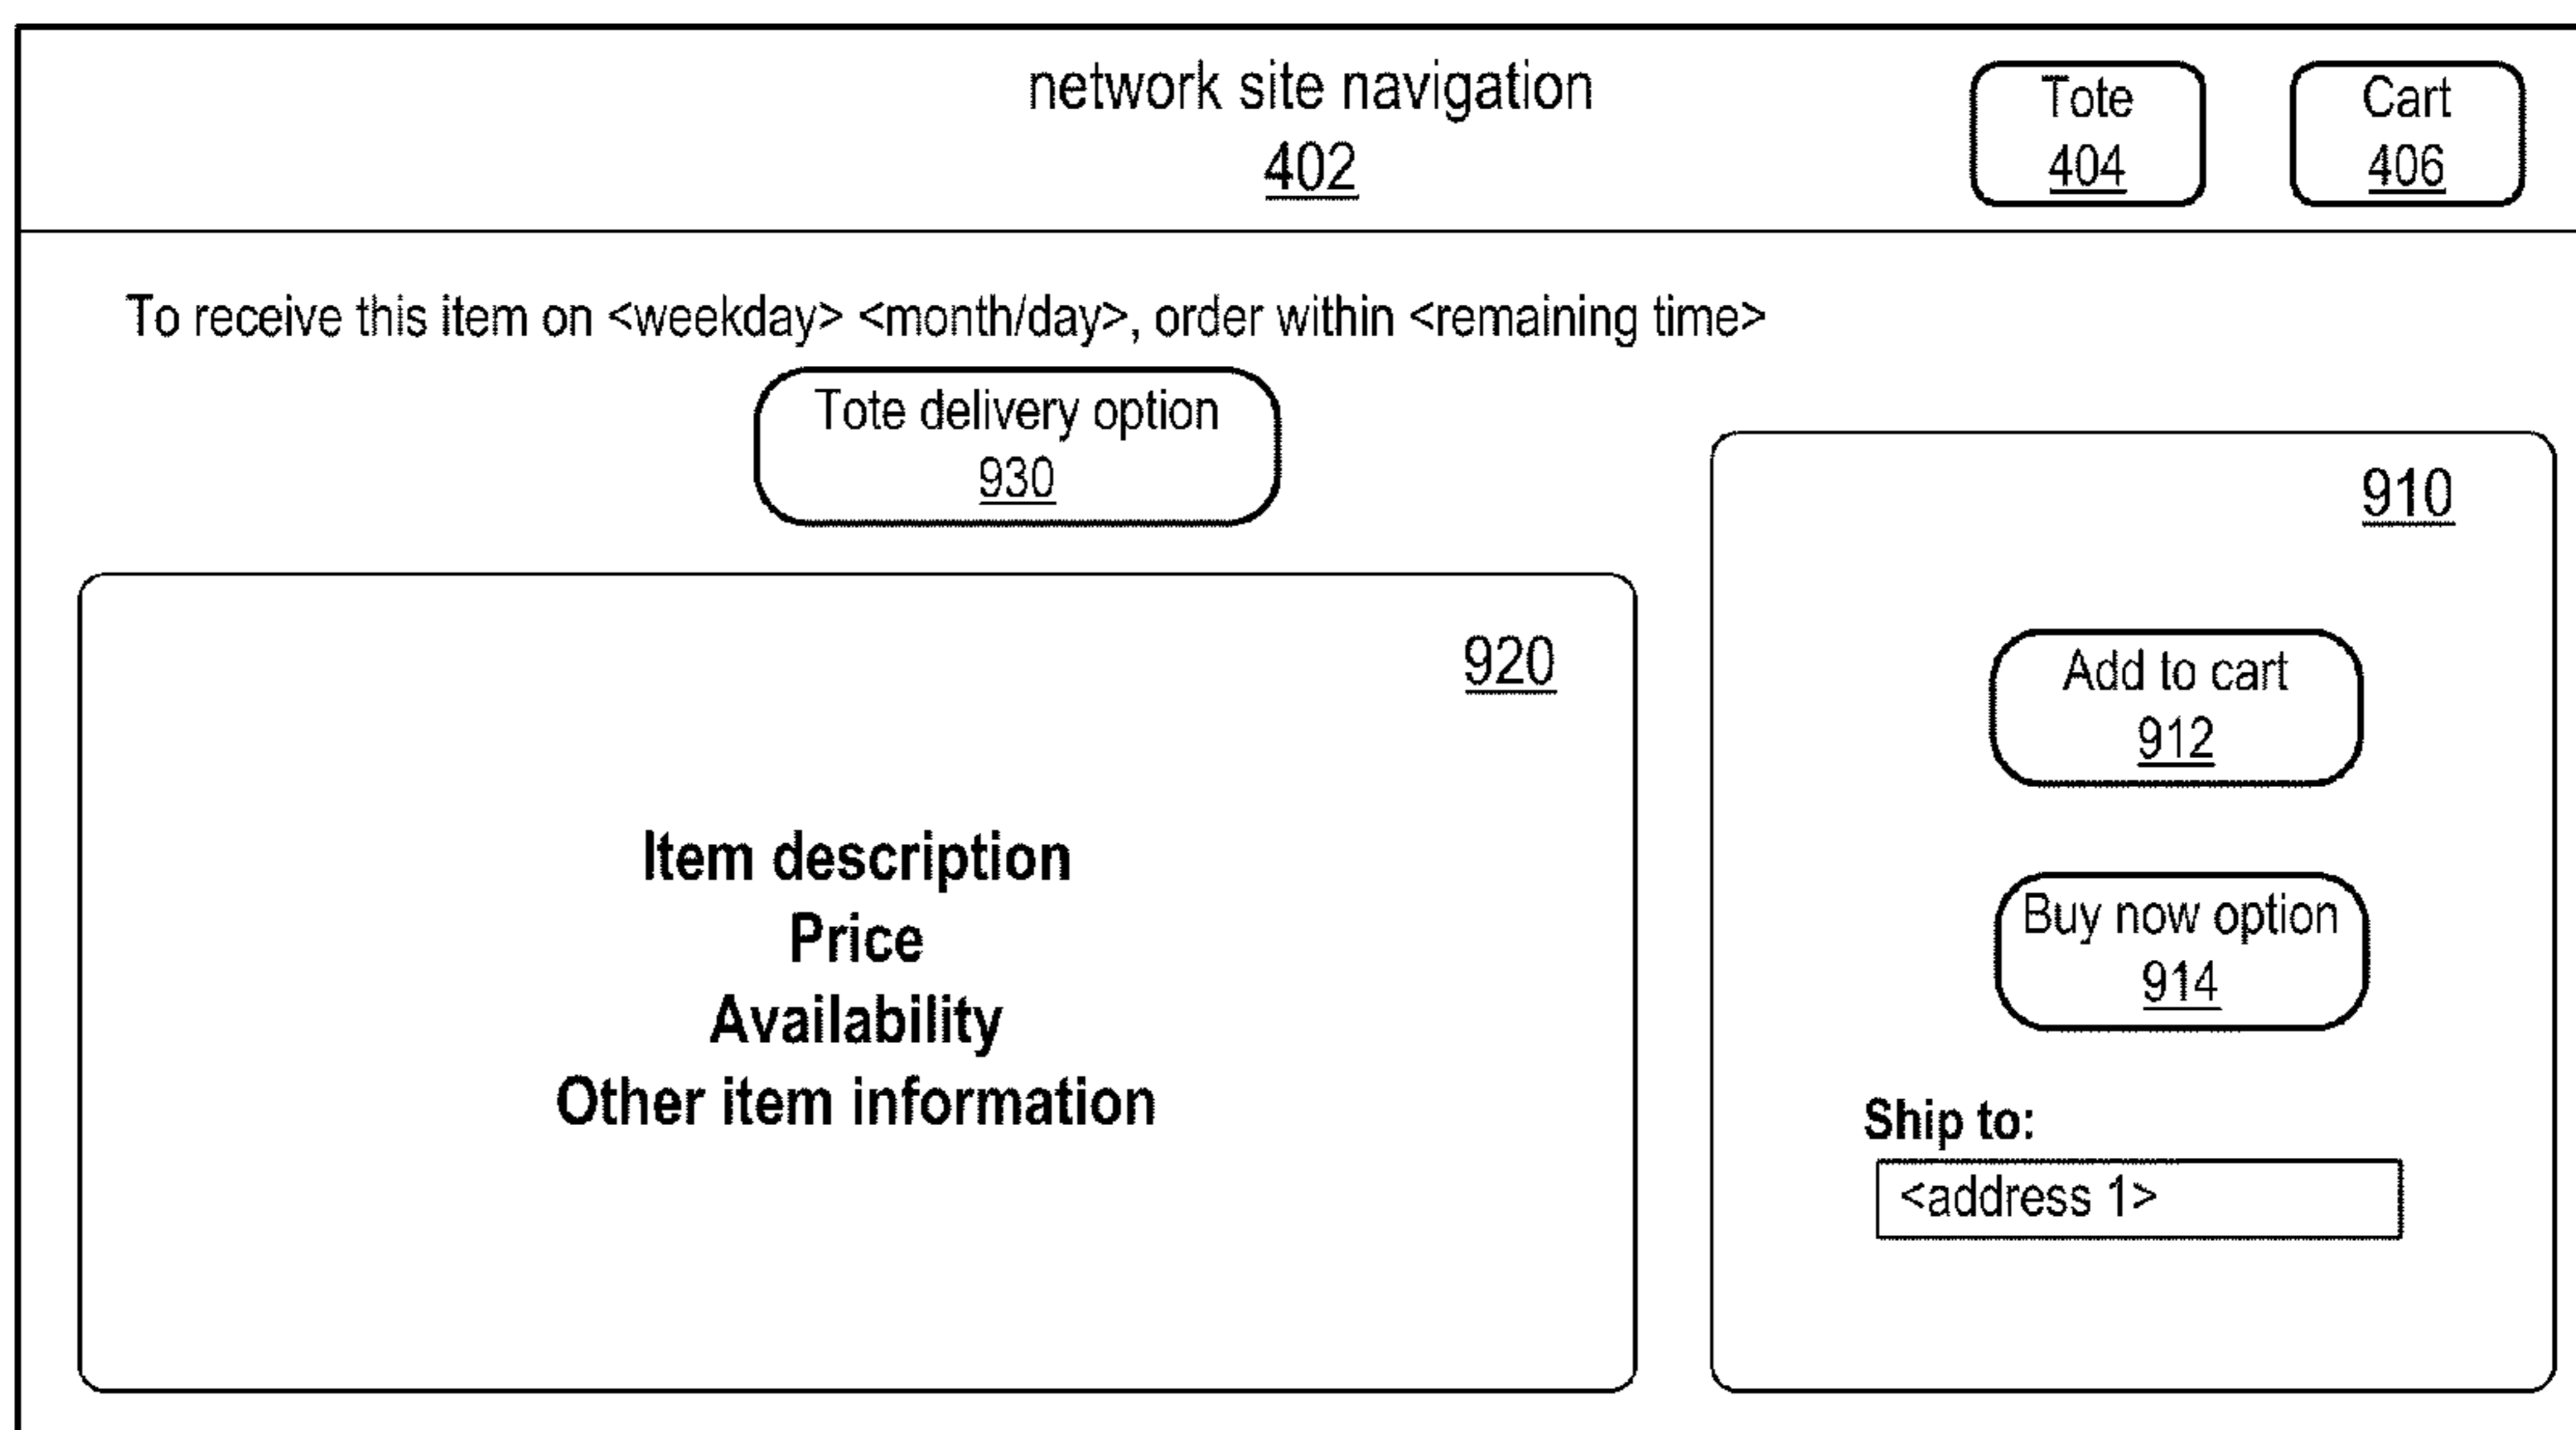 network site navigation
402
Tote
404
Cart
406
To receive this item on <weekday> <month/day>, order within <remaining time>
Tote delivery option
930
910
920
Item description
Price
Availability
Other item information
Add to cart
912
Buy now option
914
Ship to:
<address 1>